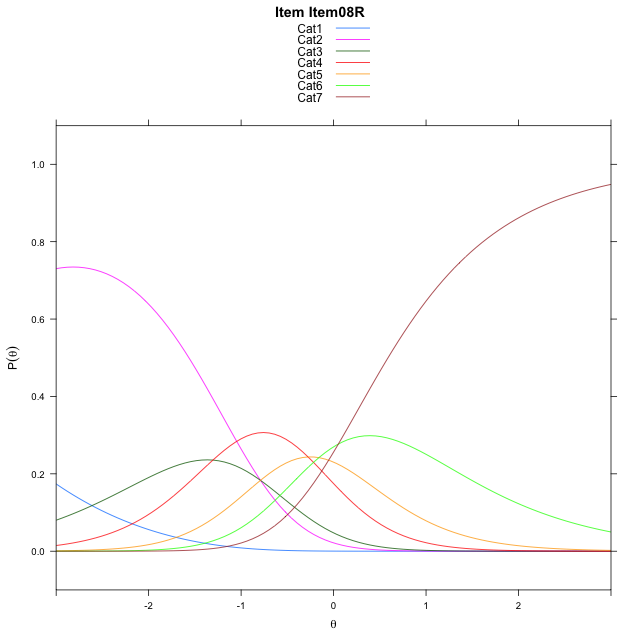 Item Item08R
Cat1
Cat2
Cat3
Cat4
Cat5
Cat6
Cat7
1.0
0.8
0.6
0.4
0.2
0.0
P(θ)
-2 -1 0 1 2
θ